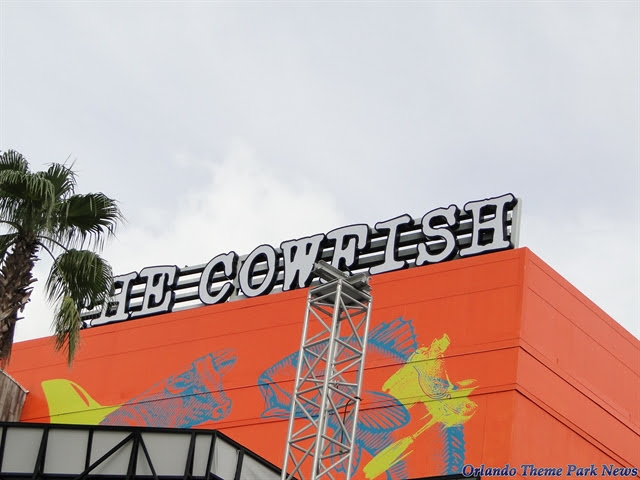 HE COWFISH
Orlando Theme Park News